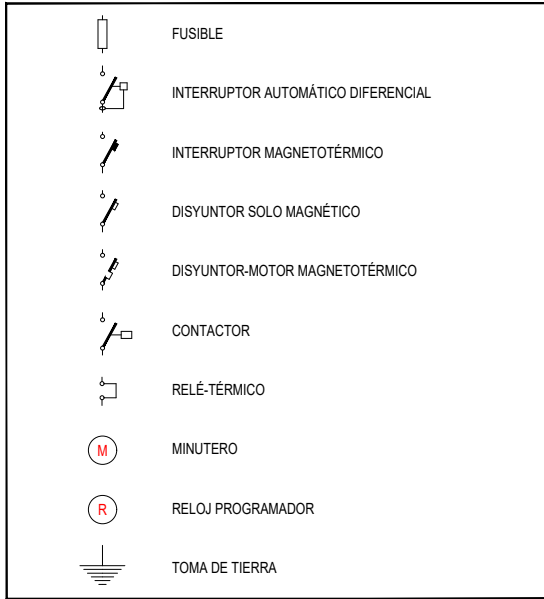 FUSIBLE
INTERRUPTOR AUTOMÁTICO DIFERENCIAL
INTERRUPTOR MAGNETOTÉRMICO
DISYUNTOR SOLO MAGNÉTICO
DISYUNTOR-MOTOR MAGNETOTÉRMICO
CONTACTOR
RELÉ-TÉRMICO
M MINUTERO
R RELOJ PROGRAMADOR
TOMA DE TIERRA